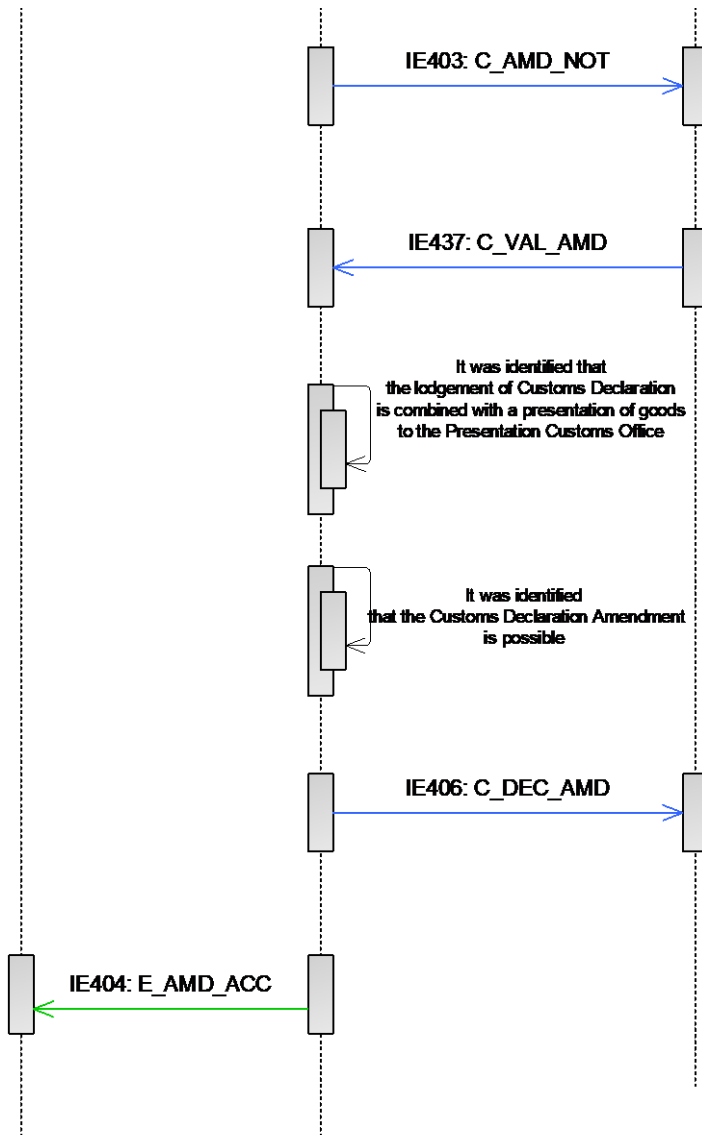 IE403: C_AMD_NOT
IE437: C_VAL_AMD
It was identified that
the lodgement of Customs Declaration
is combined with a presentation of goods
to the Presentation Customs Office
It was identified
that the Customs Declaration Amendment
is possible
IE406: C_DEC_AMD
IE404: E_AMD_ACC